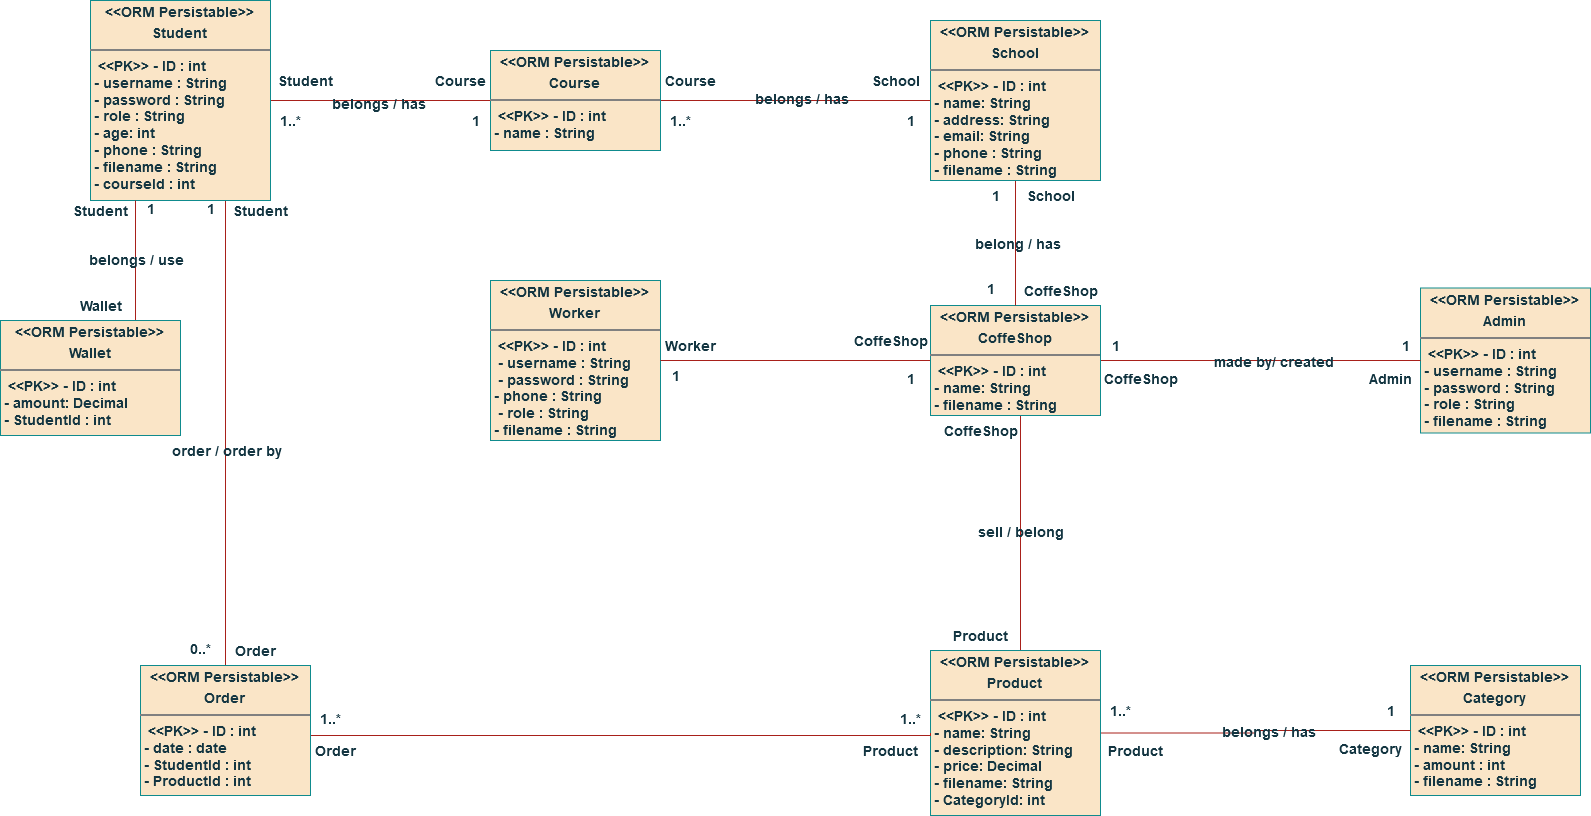 <<ORM Persistable>>
Student
<<PK>> - ID : int
- username : String
- password : String
- role : String
- age: int
- phone : String
- filename : String
- courseId : int
Student
Course
belongs / has
1..*
1
<<ORM Persistable>>
Course
<<PK>> - ID : int
- name : String
Course
School
belongs / has
1..*
1
<<ORM Persistable>>
School
<<PK>> - ID : int
- name: String
- address: String
- email: String
- phone : String
- filename : String
Student
1
1
Student
belongs / use
Wallet
1
School
belong / has
1
CoffeShop
<<ORM Persistable>>
Wallet
<<PK>> - ID : int
- amount: Decimal
- StudentId : int
<<ORM Persistable>>
Worker
<<PK>> - ID : int
- username : String
- password : String
- phone : String
- role : String
- filename : String
Worker
CoffeShop
1
1
<<ORM Persistable>>
CoffeShop
<<PK>> - ID : int
- name: String
- filename : String
1
1
made by/ created
CoffeShop
Admin
<<ORM Persistable>>
Admin
<<PK>> - ID : int
- username : String
- password : String
- role : String
- filename : String
order / order by
CoffeShop
sell / belong
Product
0..*
Order
<<ORM Persistable>>
Order
<<PK>> - ID : int
- date : date
- StudentId : int
- ProductId : int
1..*
1..*
Order
Product
<<ORM Persistable>>
Product
<<PK>> - ID : int
- name: String
- description: String
- price: Decimal
- filename: String
- CategoryId: int
1..*
1
belongs / has
Product
Category
<<ORM Persistable>>
Category
<<PK>> - ID : int
- name: String
- amount : int
- filename : String